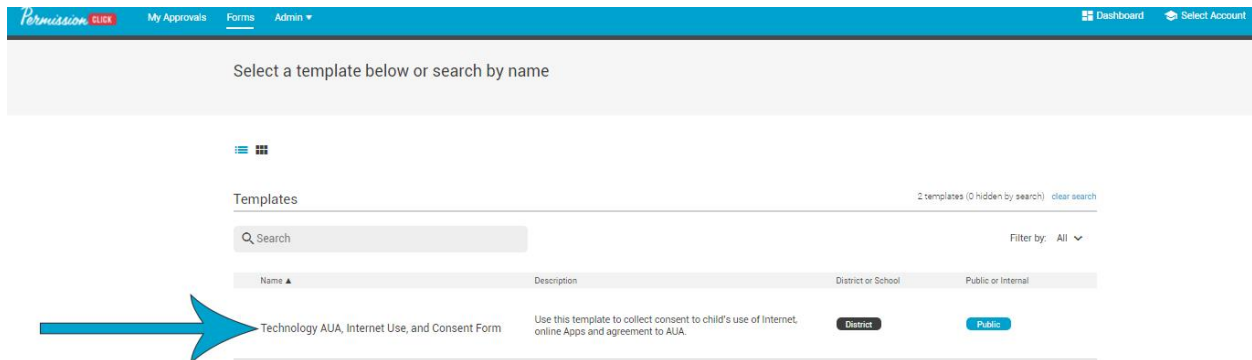 Permission CLICK My Approvals Forms Admin Dashboard Select Account
Select a template below or search by name
Templates 2 templates (0 hidden by search) clear search
Search Filter by: All
Name Description District or School Public or Internal
Technology AUA, Internet Use, and Consent Form
Use this template to collect consent to child's use of Internet,
online Apps and agreement to AUA.
District Public